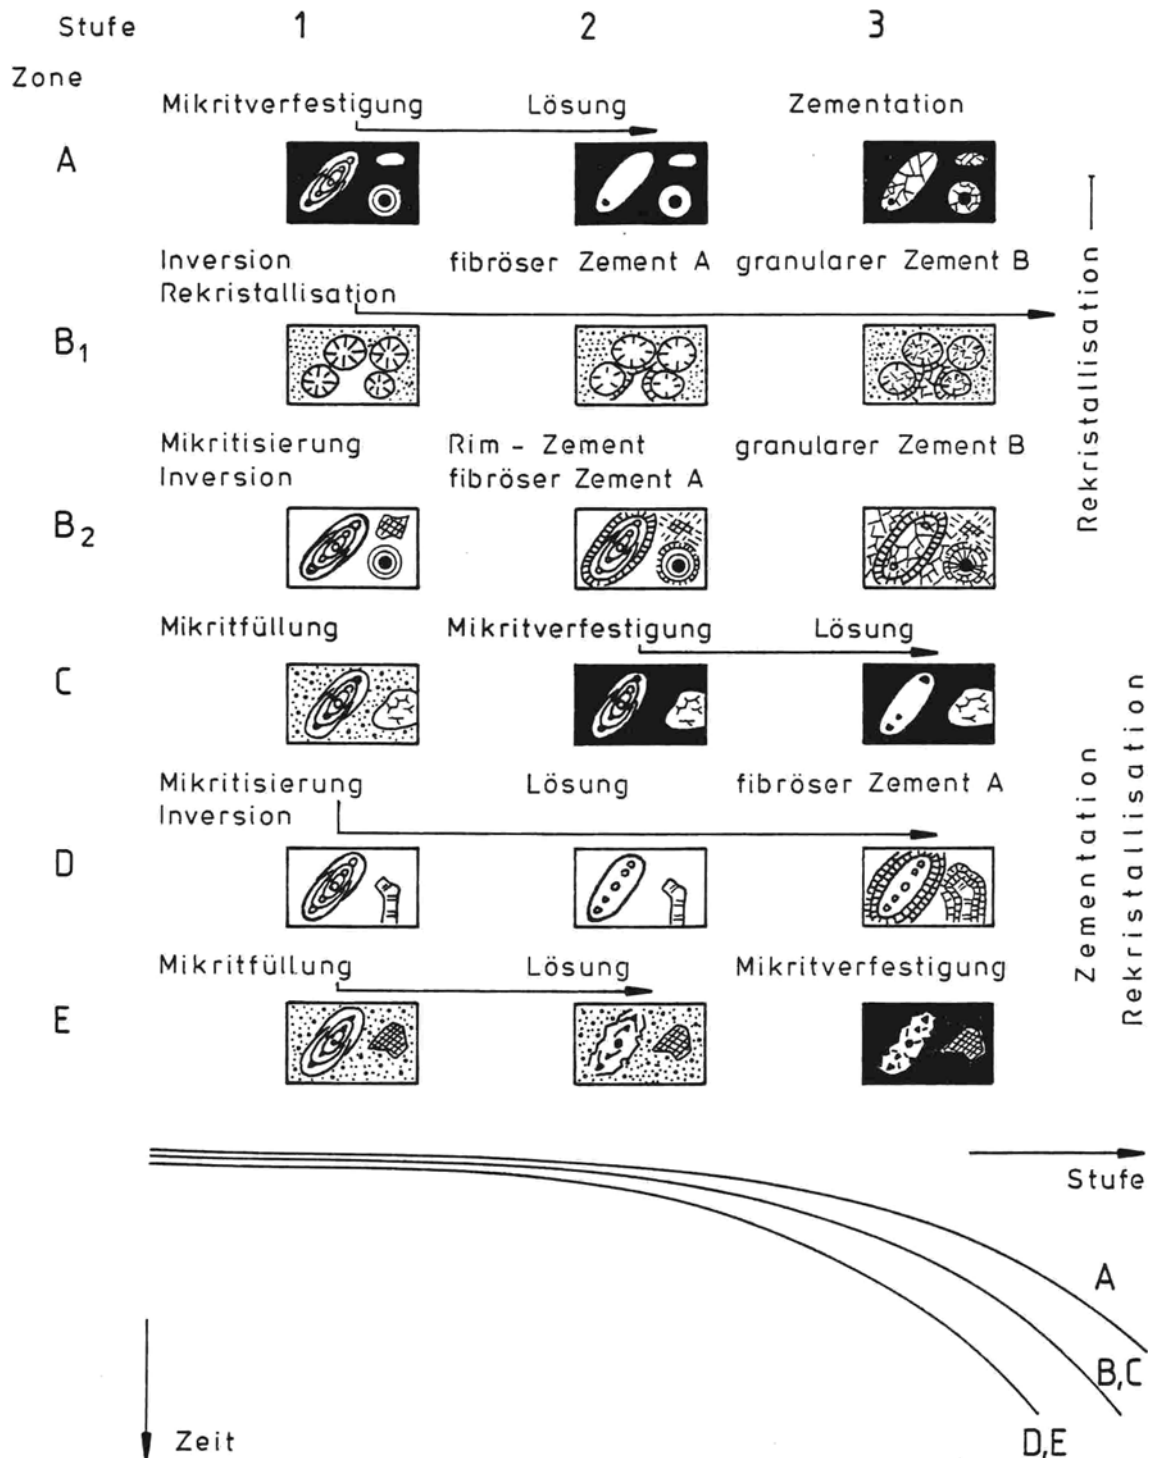 Stufe 1 2 3
Zone
Mikritverfestigung Lösung Zementation
A
Inversion fibröser Zement A granularer Zement B
Rekristallisation
B1
Mikritisierung Rim - Zement granularer Zement B
Inversion fibröser Zement A
B2
Rekristallisation
Mikritfüllung Mikritverfestigung Lösung
C
Mikritisierung Lösung fibröser Zement A
Inversion
D
Mikritfüllung Lösung Mikritverfestigung
E
Zementation
Rekristallisation
Stufe
A
B,C
D,E
Zeit